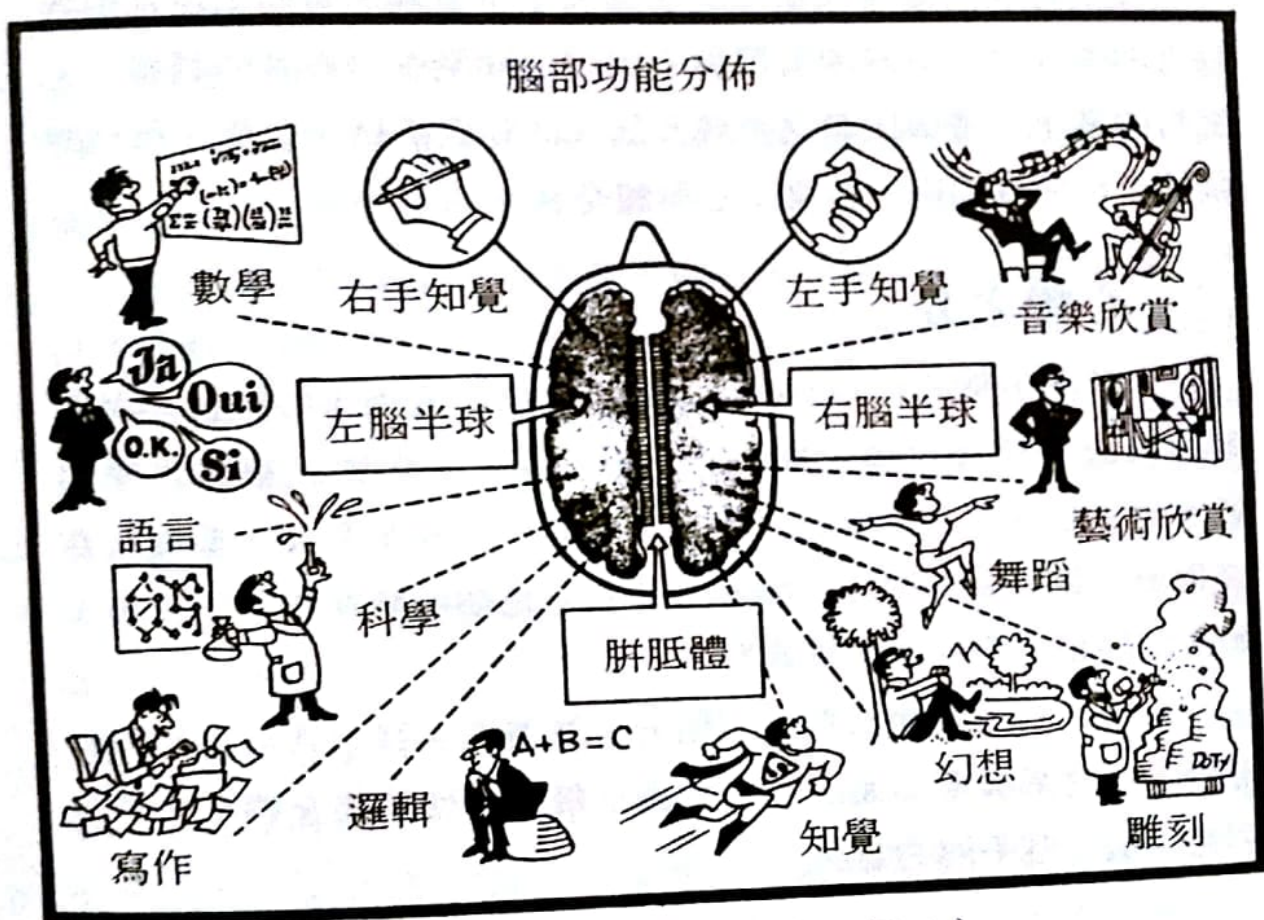 腦部功能分佈
數學
右手知覺
左手知覺
音樂欣賞
Ja
Oui
O.K.
Si
左腦半球
右腦半球
語言
藝術欣賞
科學
舞蹈
胼胝體
A+B=C
幻想
DOTY
寫作
邏輯
知覺
雕刻